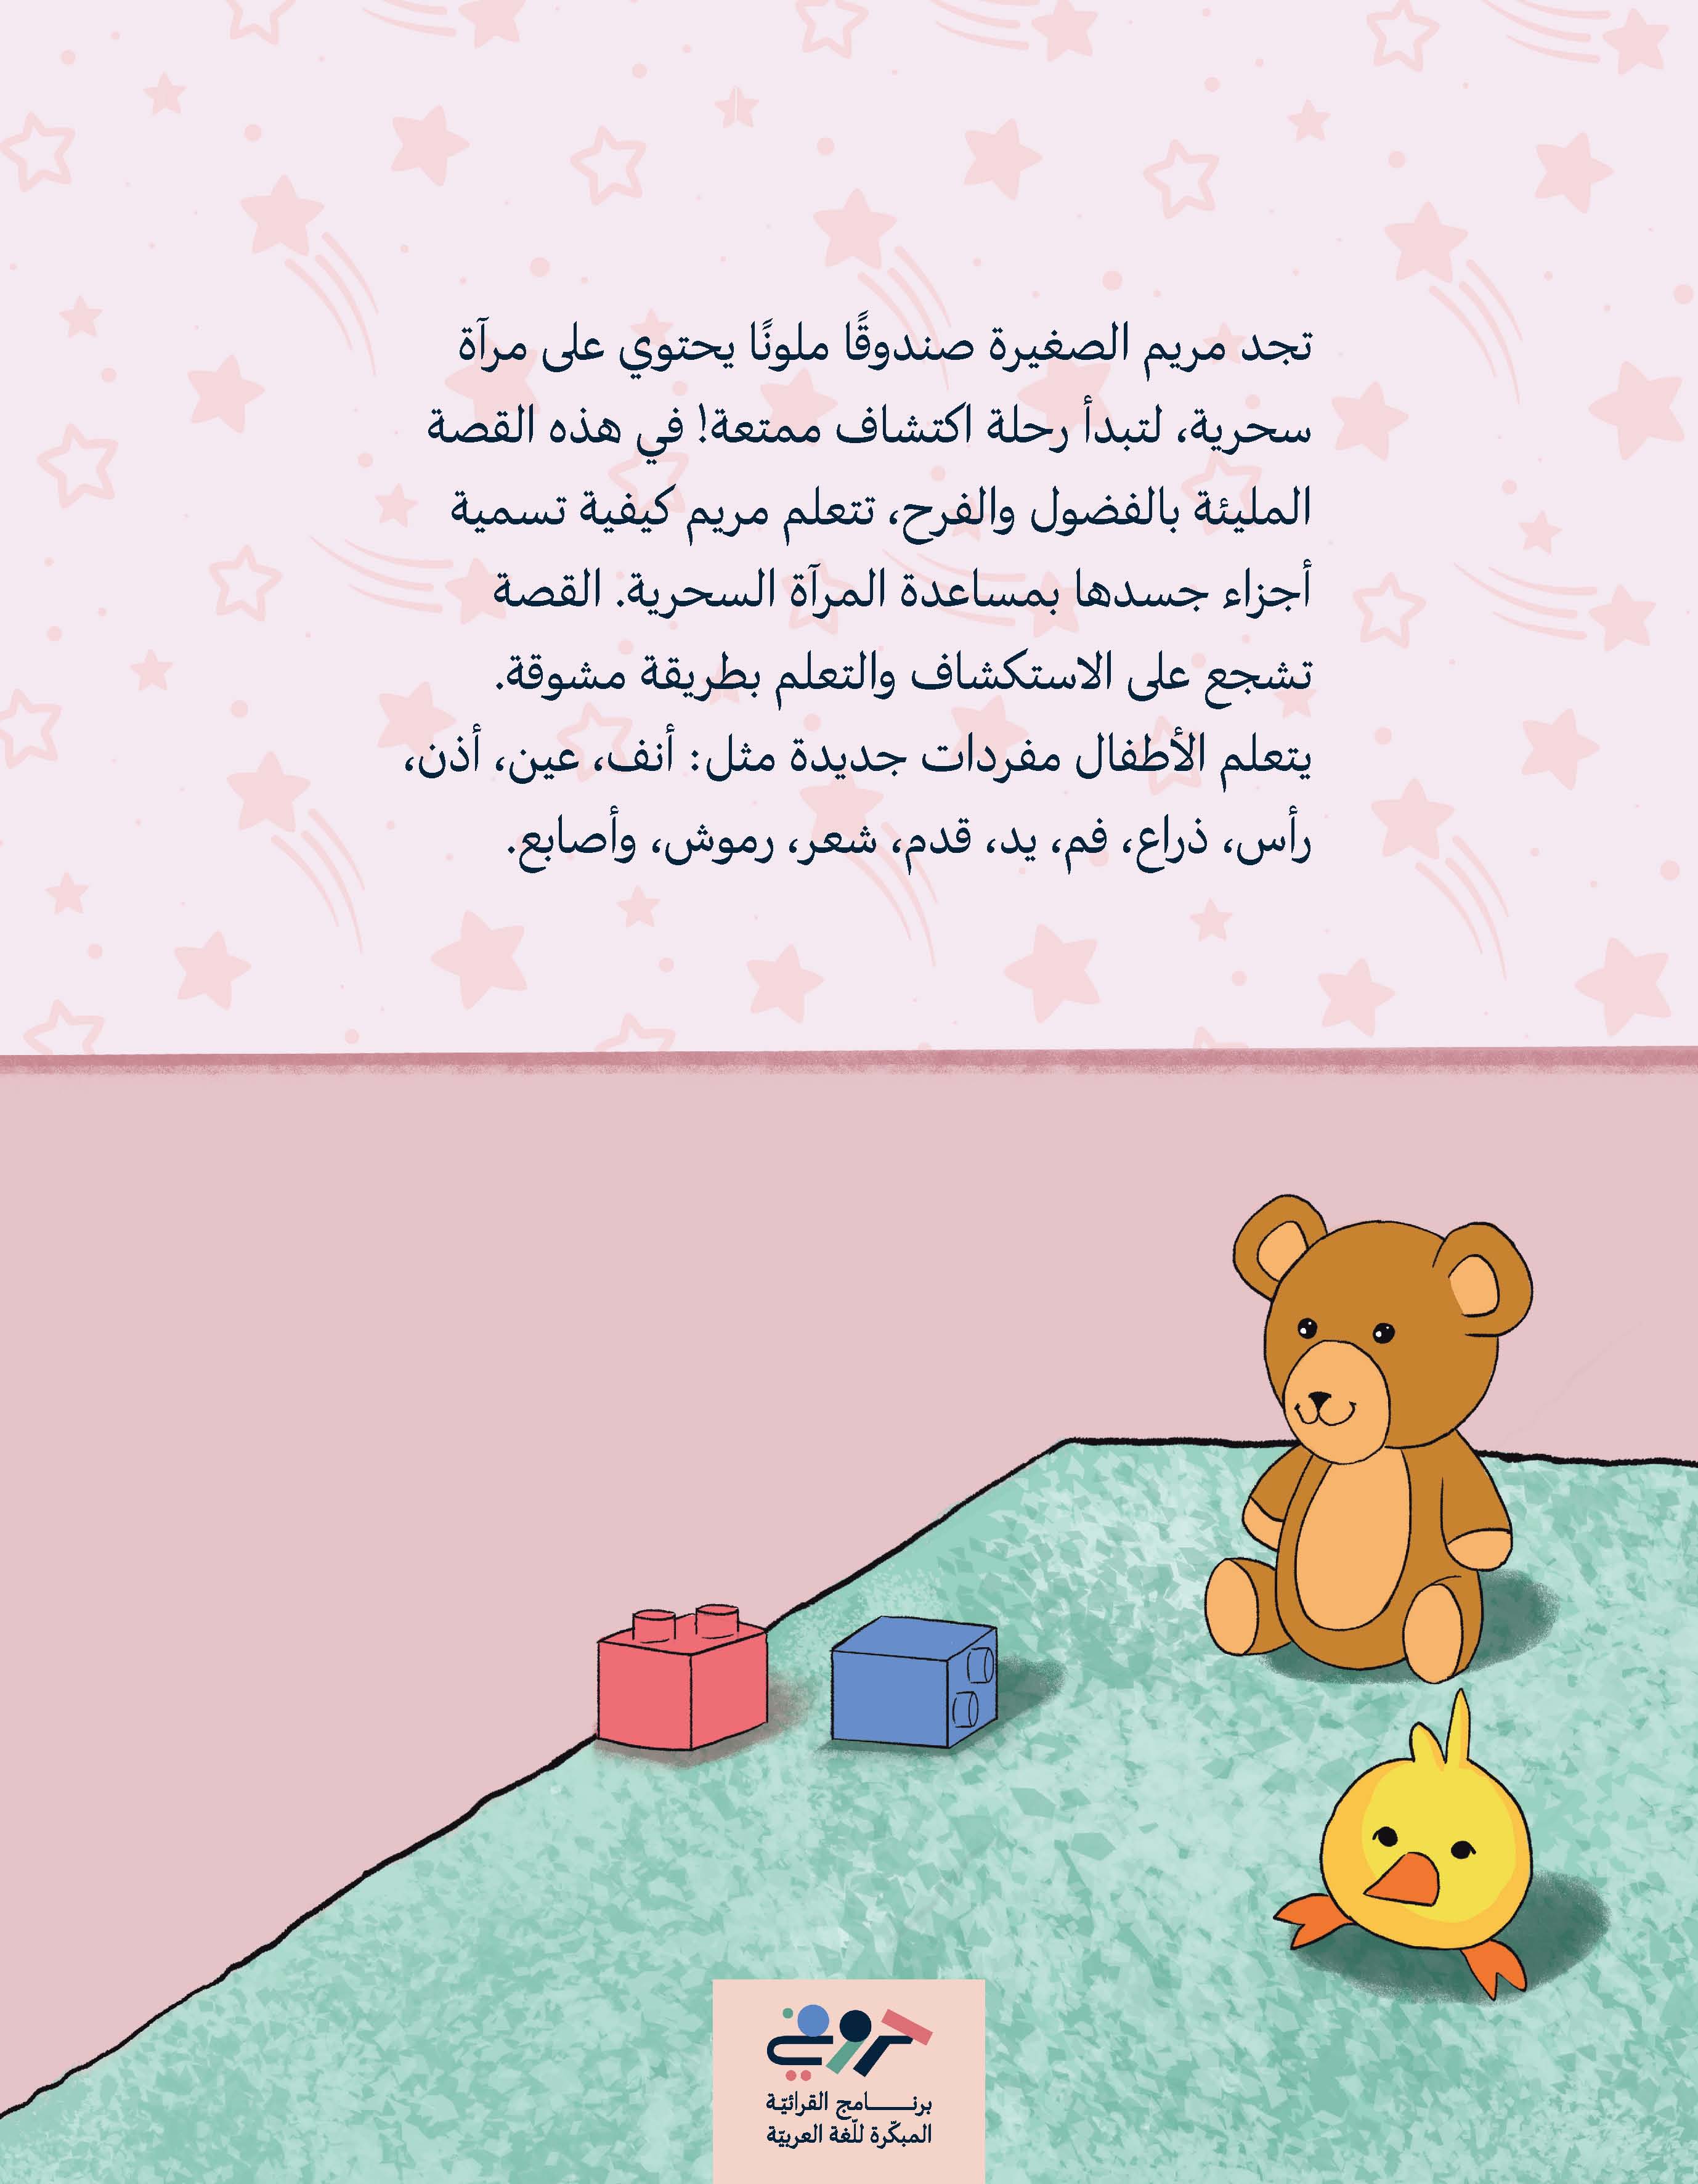 تجد مريم الصغيرة صندوقًا ملونًا يحتوي على مرآة
سحرية، لتبدأ رحلة اكتشاف ممتعة! في هذه القصة
المليئة بالفضول والفرح، تتعلم مريم كيفية تسمية
أجزاء جسدها بمساعدة المرآة السحرية. القصة
تشجع على الاستكشاف والتعلم بطريقة مشوقة.
يتعلم الأطفال مفردات جديدة مثل: أنف، عين، أذن،
رأس، ذراع، فم، يد، قدم، شعر، رموش، وأصابع.
حروفي
برنـــــامج القرائيّة
المبكّرة للّغة العربيّة